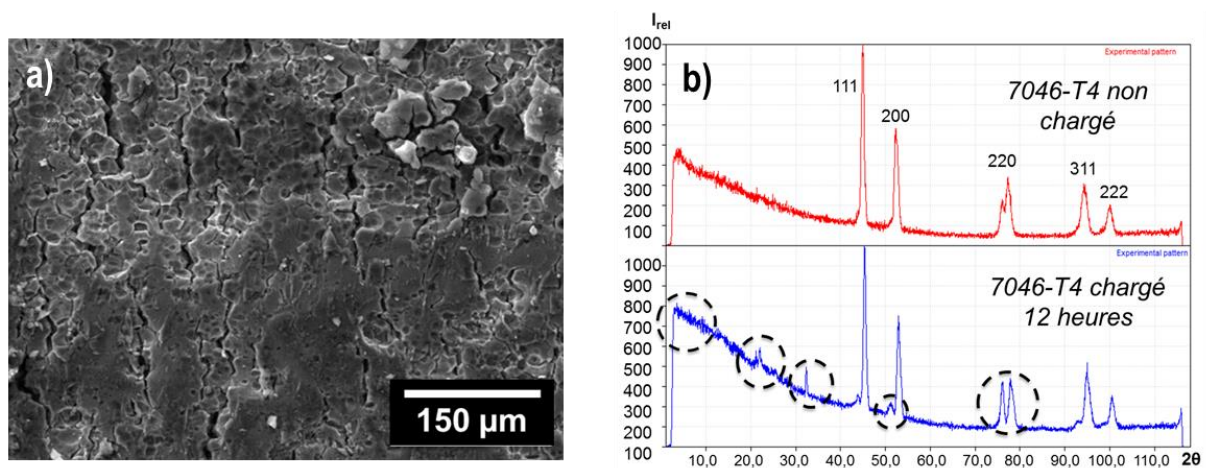 a)
150 µm
b)
I_rel
1000
900
800
700
600
500
400
300
200
100
Experimental pattern
7046-T4 non
chargé
111
200
220
311
222
1000
900
800
700
600
500
400
300
200
100
Experimental pattern
7046-T4 chargé
12 heures
10,0 20,0 30,0 40,0 50,0 60,0 70,0 80,0 90,0 100,0 110,0 2θ